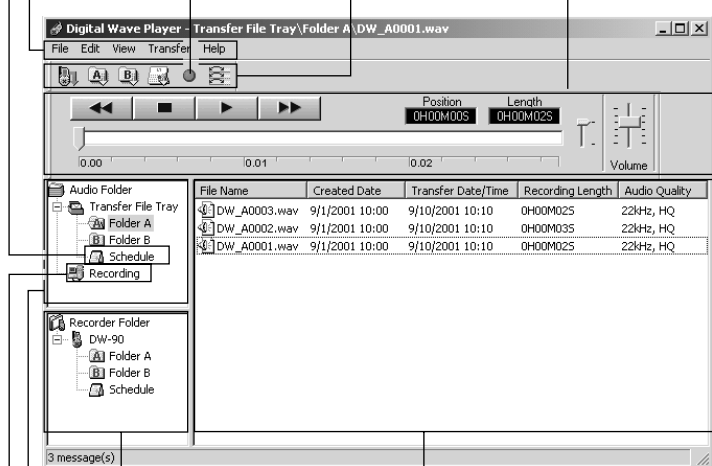 Digital Wave Player - Transfer File Tray\Folder A\DW_A0001.wav
File Edit View Transfer Help
A B
Position Length
0H00M00S 0H00M02S
0.00 0.01 0.02
Volume
Audio Folder
Transfer File Tray
A Folder A
B Folder B
Schedule
Recording
File Name Created Date Transfer Date/Time Recording Length Audio Quality
DW_A0003.wav 9/1/2001 10:00 9/10/2001 10:10 0H00M02S 22kHz, HQ
DW_A0002.wav 9/1/2001 10:00 9/10/2001 10:10 0H00M03S 22kHz, HQ
DW_A0001.wav 9/1/2001 10:00 9/10/2001 10:10 0H00M02S 22kHz, HQ
Recorder Folder
DW-90
A Folder A
B Folder B
Schedule
3 message(s)